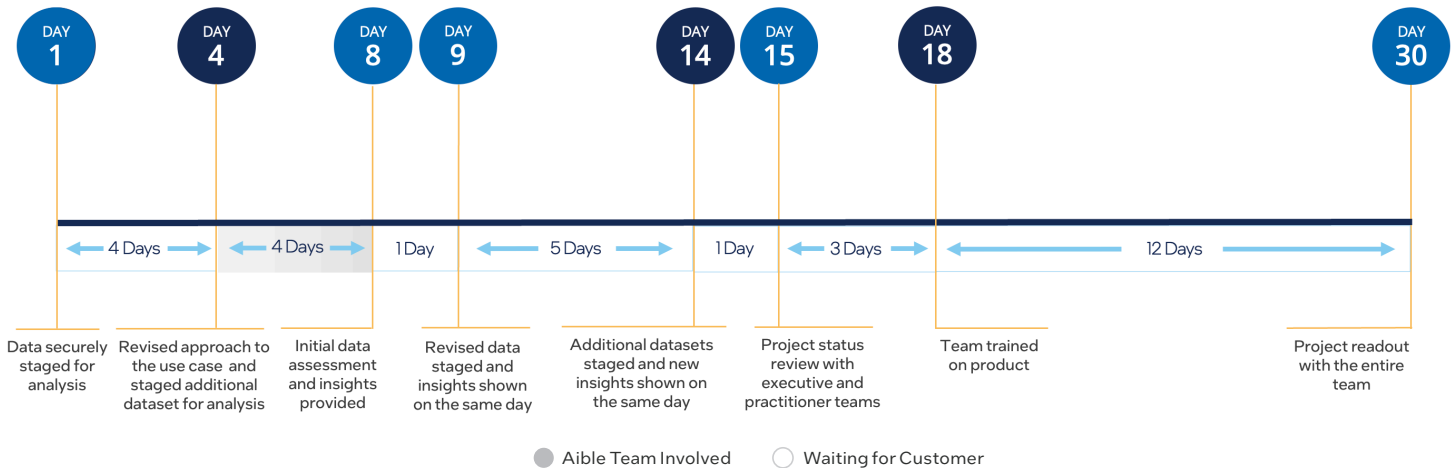 DAY
1
DAY
4
DAY
8
DAY
9
DAY
14
DAY
15
DAY
18
DAY
30
4 Days
4 Days
1 Day
5 Days
1 Day
3 Days
12 Days
Data securely
staged for
analysis
Revised approach to
the use case and
staged additional
dataset for analysis
Initial data
assessment
and insights
provided
Revised data
staged and
insights shown
on the same day
Additional datasets
staged and new
insights shown on
the same day
Project status
review with
executive and
practitioner teams
Team trained
on product
Project readout
with the entire
team
Aible Team Involved
Waiting for Customer